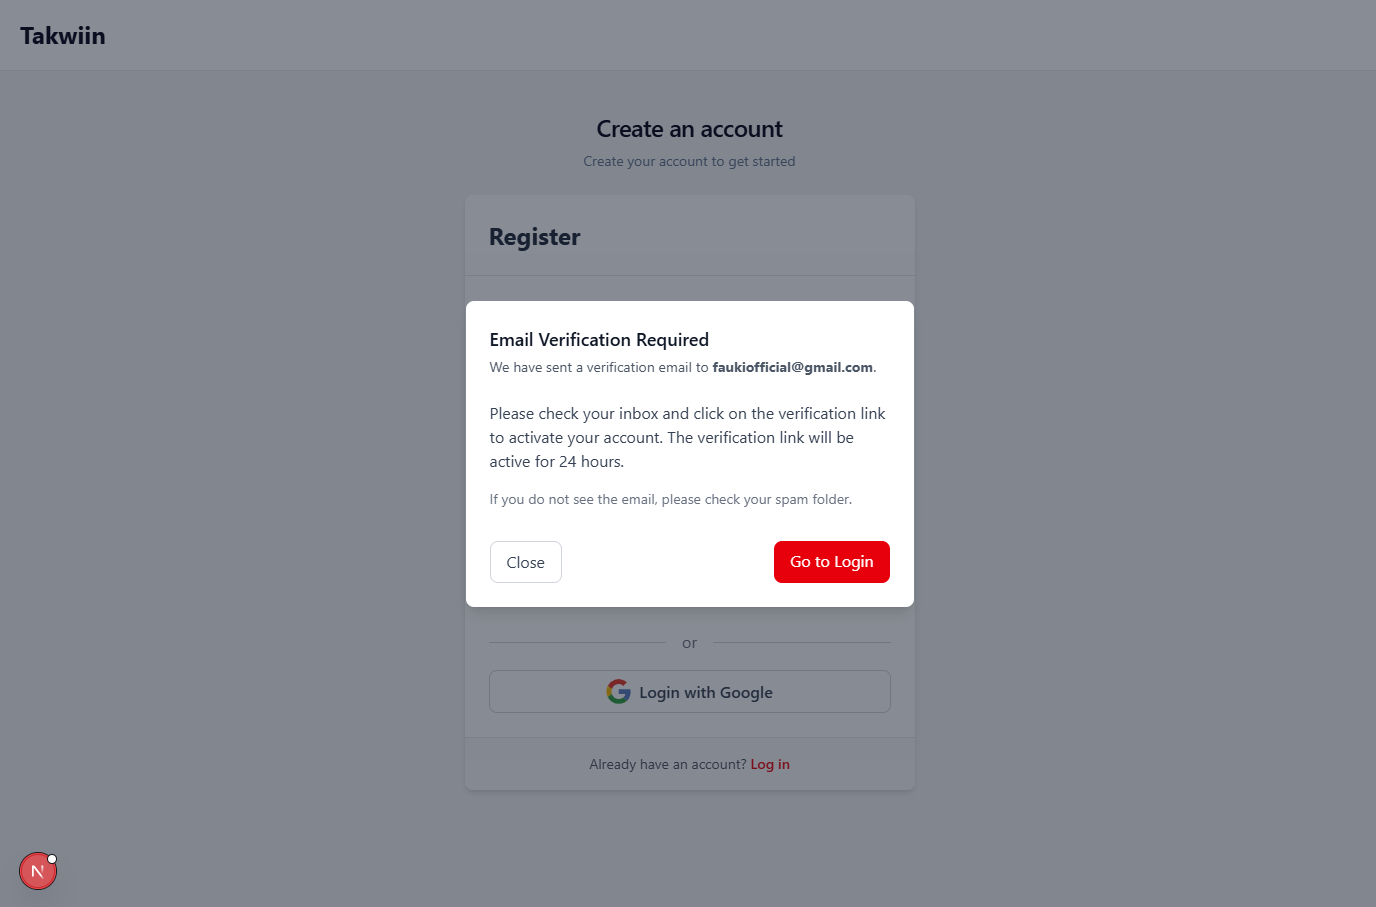 Takwiin
Create an account
Create your account to get started
Register
Email Verification Required
We have sent a verification email to faukiofficial@gmail.com.
Please check your inbox and click on the verification link
to activate your account. The verification link will be
active for 24 hours.
If you do not see the email, please check your spam folder.
Close
Go to Login
or
Login with Google
Already have an account? Log in
N